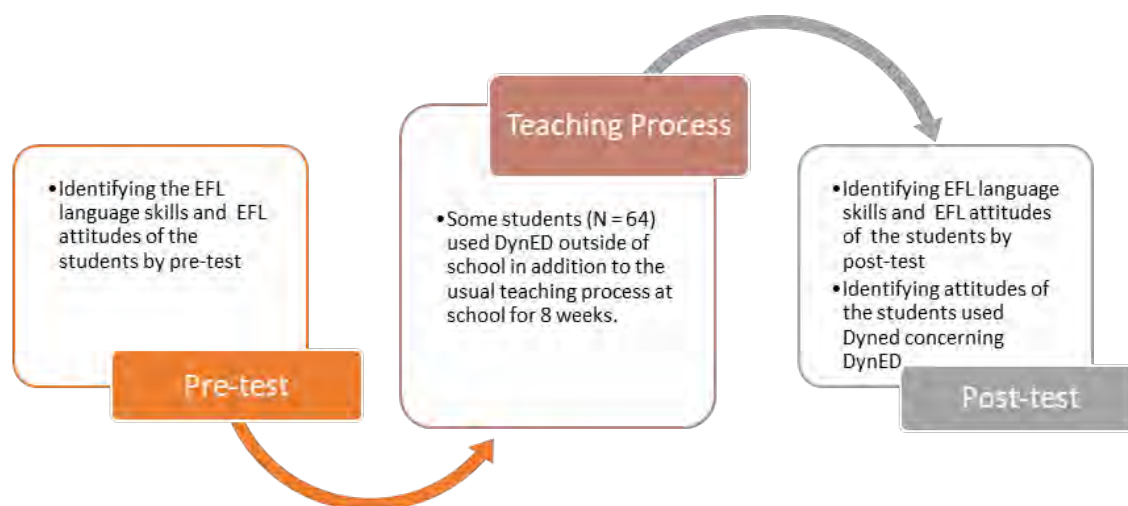 •Identifying the EFL
language skills and EFL
attitudes of the
students by pre-test
Pre-test
Teaching Process
•Some students (N = 64)
used DynED outside of
school in addition to the
usual teaching process at
school for 8 weeks.
•Identifying EFL language
skills and EFL attitudes
of the students by
post-test
•Identifying attitudes of
the students used
Dyned concerning
DynED
Post-test